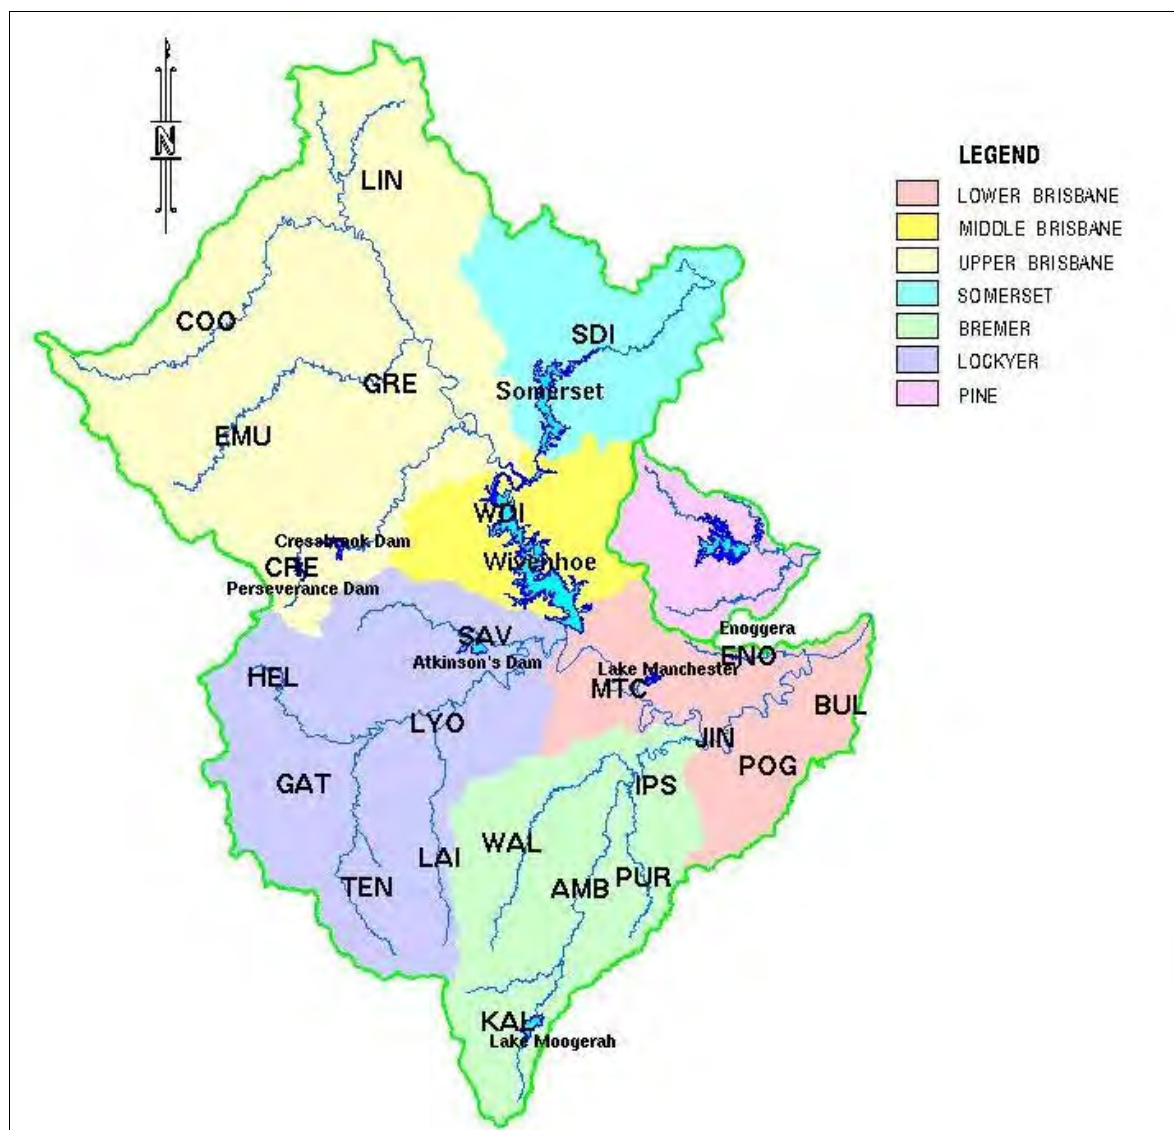 N
LEGEND
LOWER BRISBANE
MIDDLE BRISBANE
UPPER BRISBANE
SOMERSET
BREMER
LOCKYER
PINE
LIN
COO
SDI
GRE
Somerset
EMU
WDI
Cressbrook Dam
Wivenhoe
CRE
Perseverance Dam
Enoggera
SAV
ENO
Atkinson's Dam
Lake Manchester
HEL
MTC
BUL
LYO
JIN
POG
GAT
IPS
WAL
LAI
PUR
TEN
AMB
KAL
Lake Moogerah